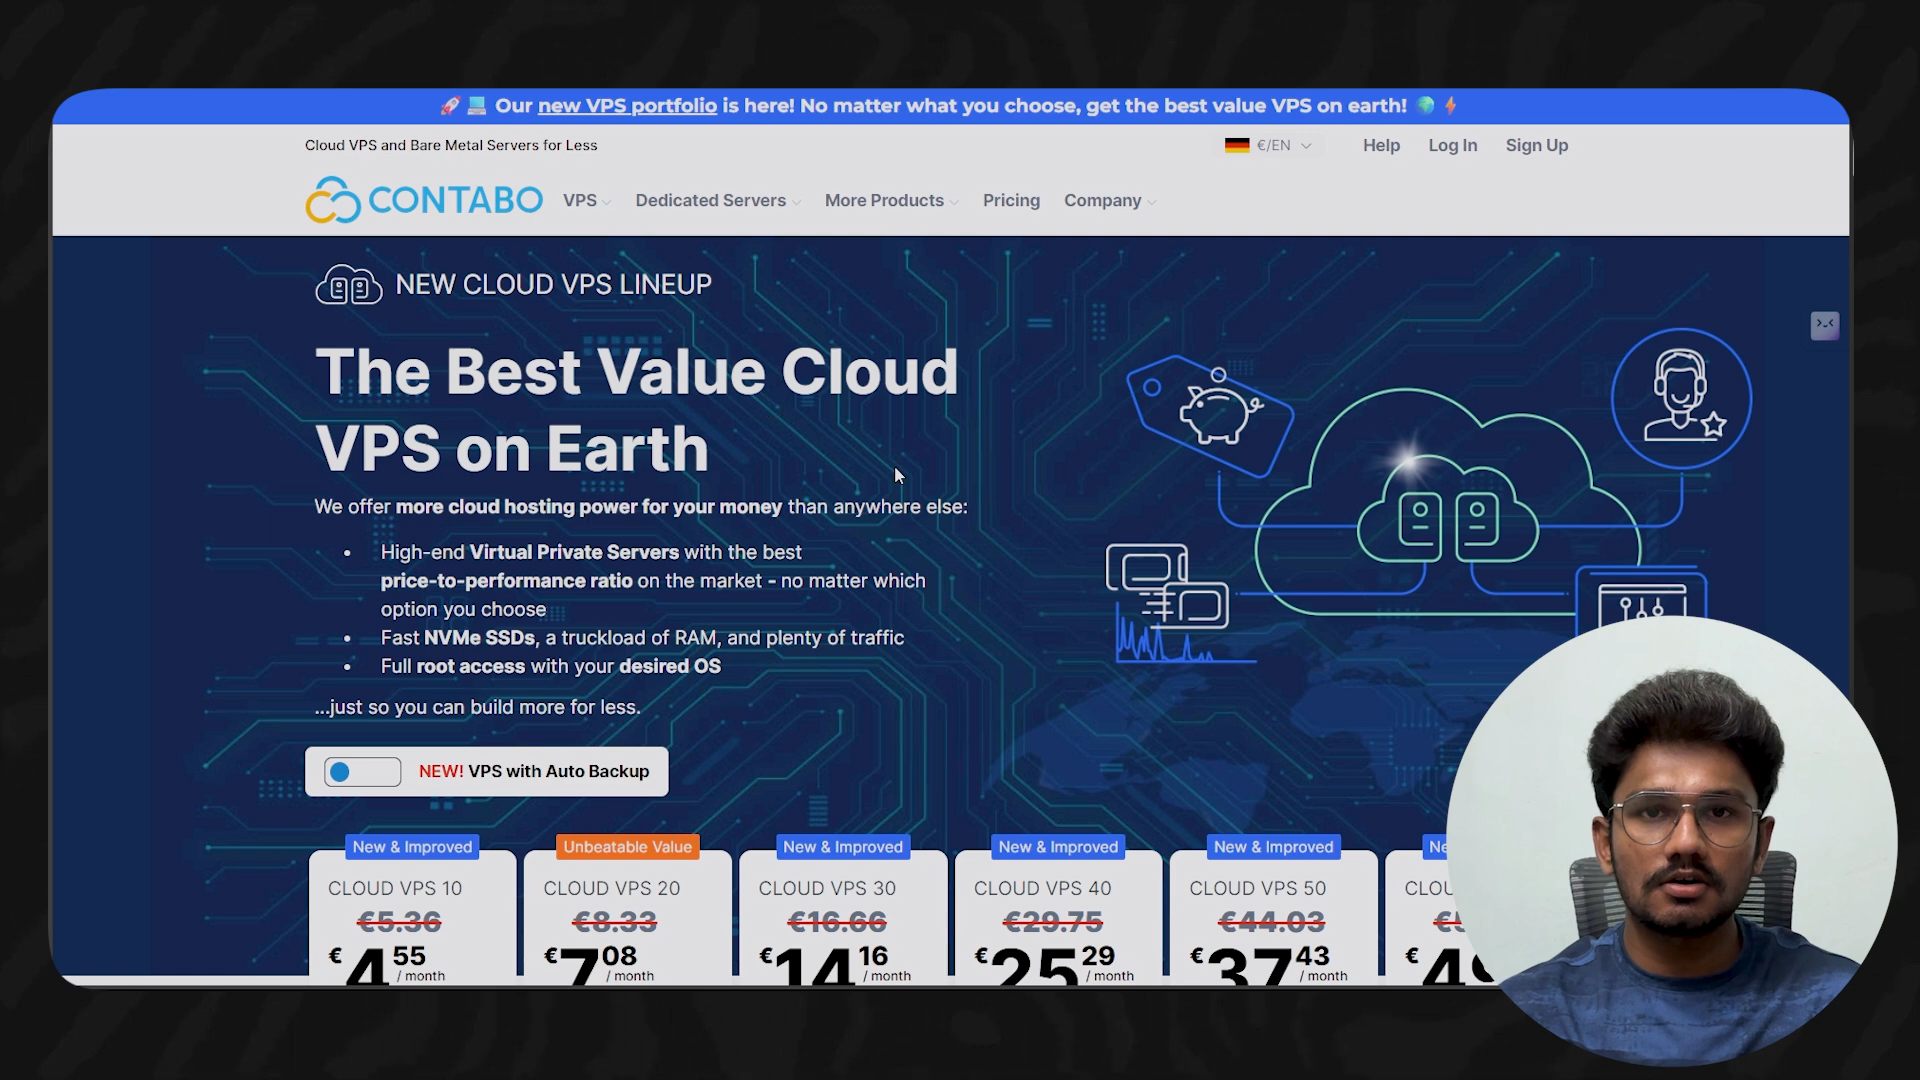 🚀 💻 Our new VPS portfolio is here! No matter what you choose, get the best value VPS on earth! 🌍 ⚡
Cloud VPS and Bare Metal Servers for Less
€/EN
Help
Log In
Sign Up
CONTABO
VPS
Dedicated Servers
More Products
Pricing
Company
NEW CLOUD VPS LINEUP
The Best Value Cloud
VPS on Earth
We offer more cloud hosting power for your money than anywhere else:
• High-end Virtual Private Servers with the best
price-to-performance ratio on the market - no matter which
option you choose
• Fast NVMe SSDs, a truckload of RAM, and plenty of traffic
• Full root access with your desired OS
...just so you can build more for less.
NEW! VPS with Auto Backup
New & Improved
CLOUD VPS 10
€5.36
€4.55 / month
Unbeatable Value
CLOUD VPS 20
€8.33
€7.08 / month
New & Improved
CLOUD VPS 30
€16.66
€14.16 / month
New & Improved
CLOUD VPS 40
€29.75
€25.29 / month
New & Improved
CLOUD VPS 50
€44.03
€37.43 / month